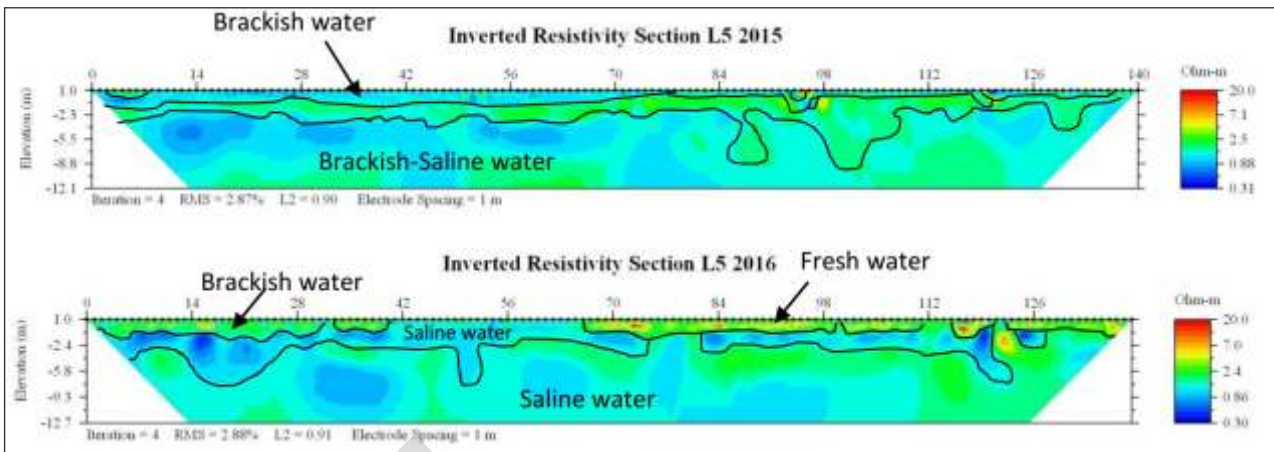 Brackish water
Inverted Resistivity Section L5 2015
0 14 28 42 56 70 84 98 112 126 140
Ohm-m
Elevation (m)
1.0
-2.3
-5.5
-8.8
-12.1
20.0
7.1
2.5
0.88
0.31
Brackish-Saline water
Iteration = 4 RMS = 2.87% L2 = 0.90 Electrode Spacing = 1 m
Inverted Resistivity Section L5 2016
Fresh water
Brackish water
0 14 28 42 56 70 84 98 112 126
Ohm-m
Elevation (m)
1.0
-2.4
-5.8
-9.3
-12.7
20.0
7.0
2.4
0.86
0.30
Saline water
Saline water
Iteration = 4 RMS = 2.88% L2 = 0.91 Electrode Spacing = 1 m